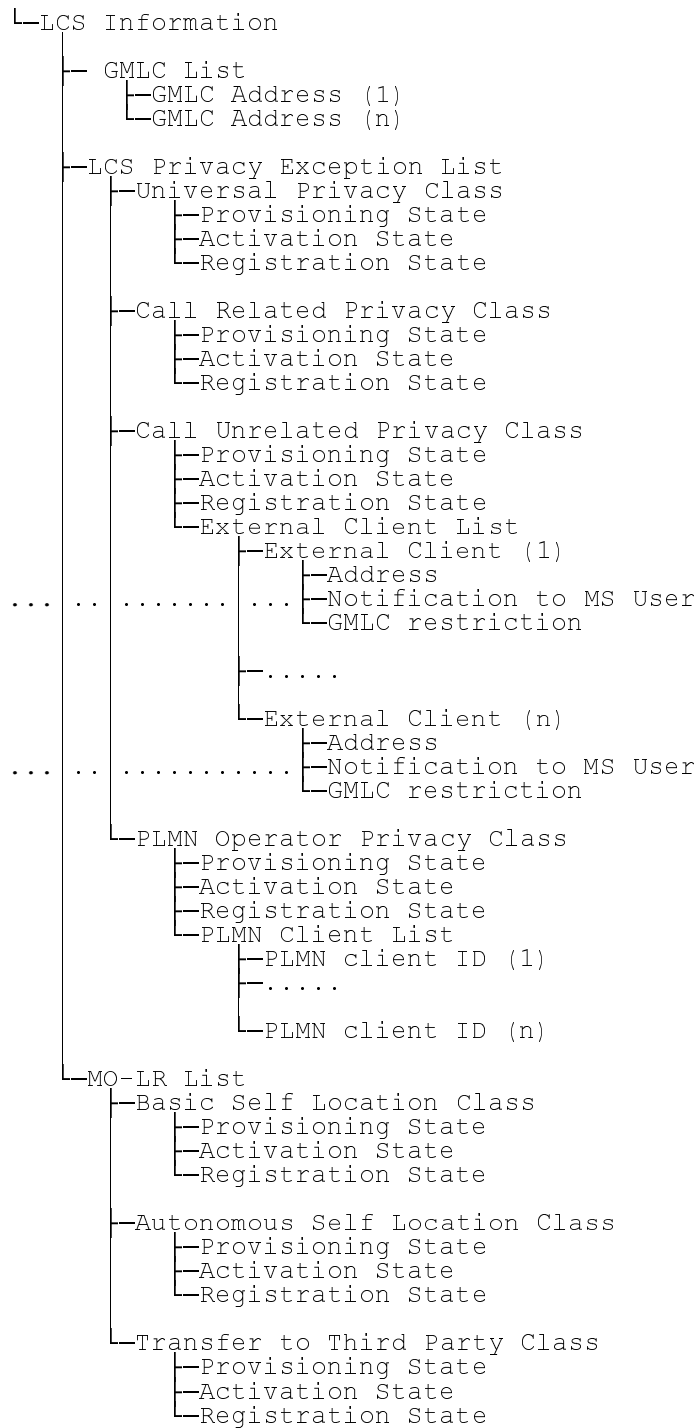 LCS Information
GMLC List
GMLC Address (1)
GMLC Address (n)
LCS Privacy Exception List
Universal Privacy Class
Provisioning State
Activation State
Registration State
Call Related Privacy Class
Provisioning State
Activation State
Registration State
Call Unrelated Privacy Class
Provisioning State
Activation State
Registration State
External Client List
External Client (1)
Address
... .. ....... ... Notification to MS User
GMLC restriction
.....
External Client (n)
Address
... .. ........... Notification to MS User
GMLC restriction
PLMN Operator Privacy Class
Provisioning State
Activation State
Registration State
PLMN Client List
PLMN client ID (1)
.....
PLMN client ID (n)
MO-LR List
Basic Self Location Class
Provisioning State
Activation State
Registration State
Autonomous Self Location Class
Provisioning State
Activation State
Registration State
Transfer to Third Party Class
Provisioning State
Activation State
Registration State